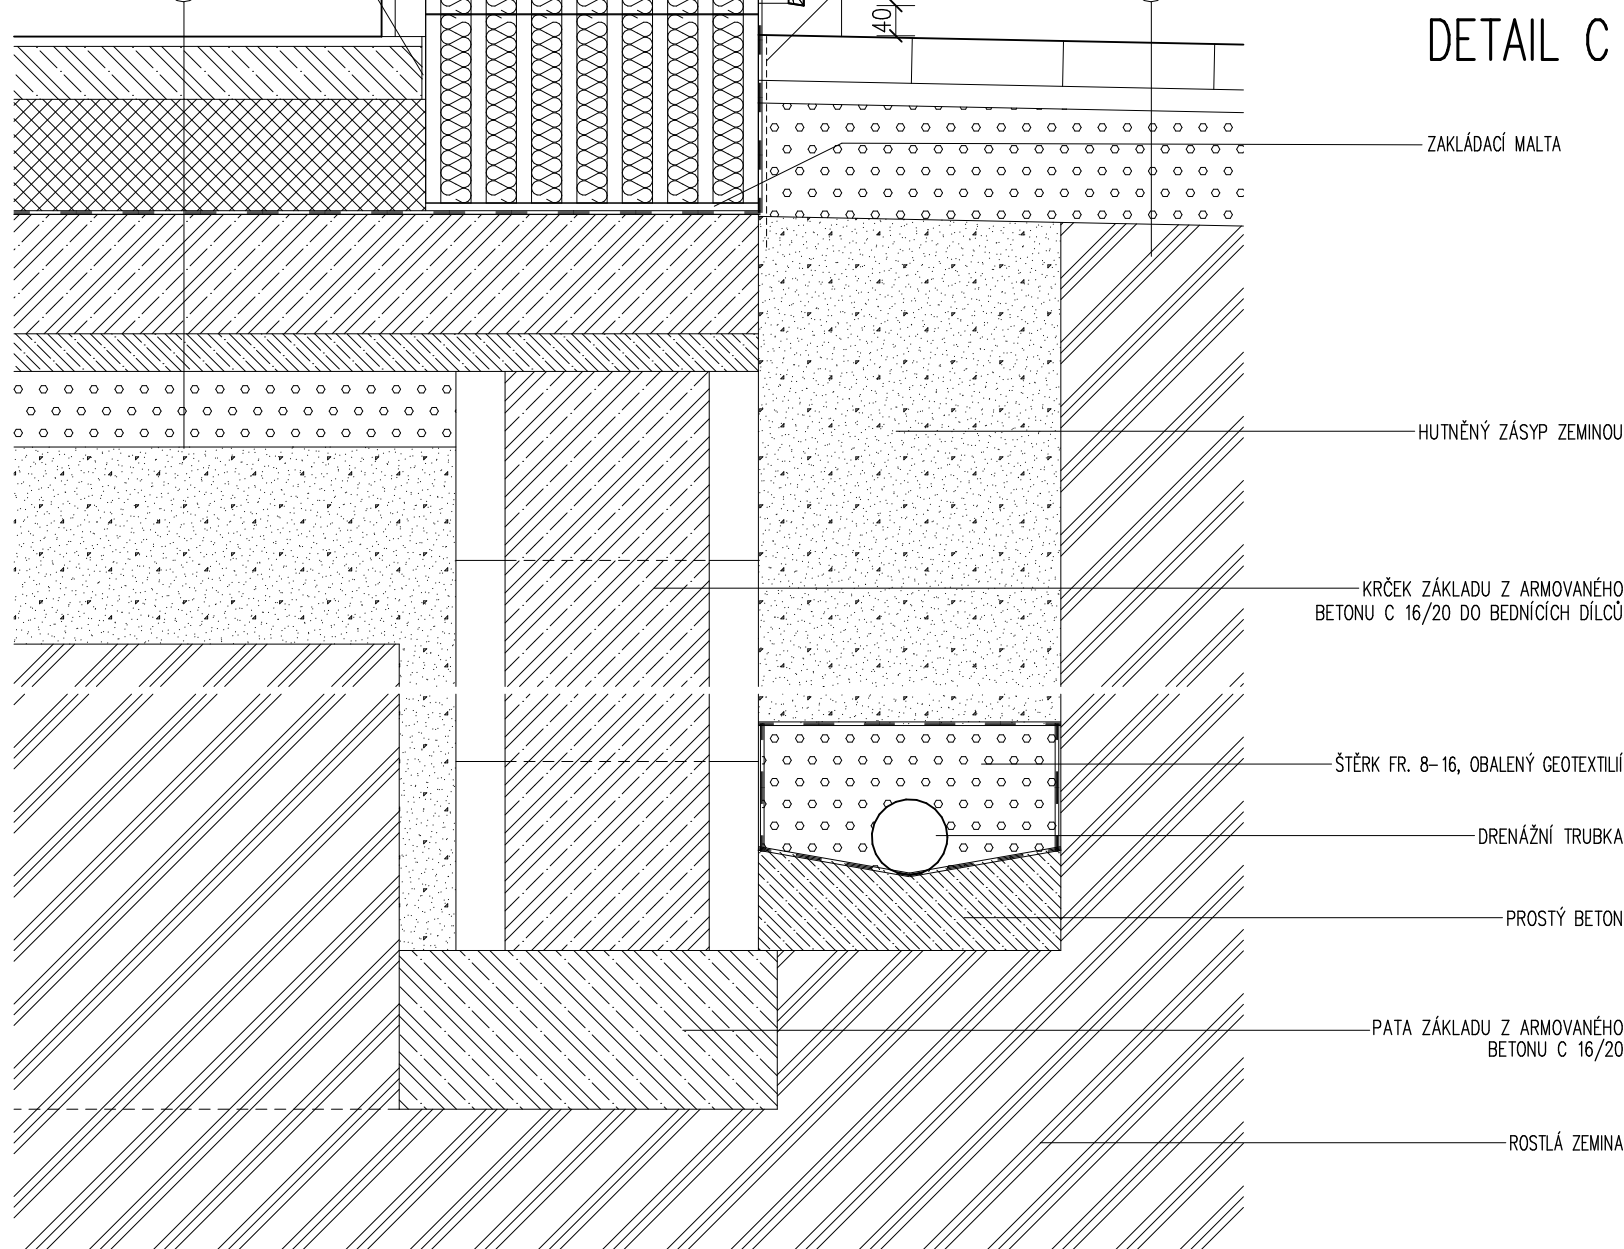 40
DETAIL C
ZAKLÁDACÍ MALTA
HUTNĚNÝ ZÁSYP ZEMINOU
KRČEK ZÁKLADU Z ARMOVANÉHO
BETONU C 16/20 DO BEDNÍCÍCH DÍLCŮ
ŠTĚRK FR. 8-16, OBALENÝ GEOTEXTILIÍ
DRENÁŽNÍ TRUBKA
PROSTÝ BETON
PATA ZÁKLADU Z ARMOVANÉHO
BETONU C 16/20
ROSTLÁ ZEMINA